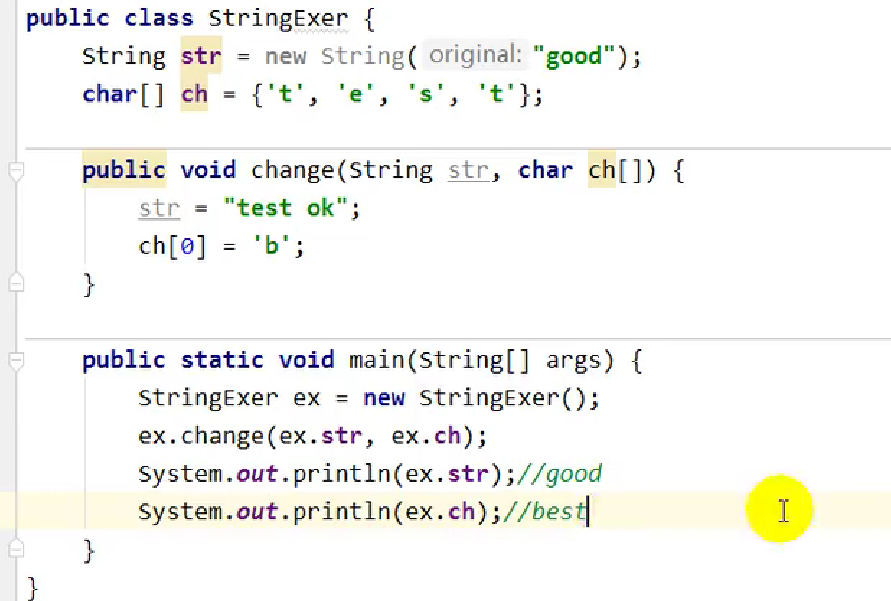 public class StringExer {
String str = new String( original: "good");
char[] ch = {'t', 'e', 's', 't'};
public void change(String str, char ch[]) {
str = "test ok";
ch[0] = 'b';
}
public static void main(String[] args) {
StringExer ex = new StringExer();
ex.change(ex.str, ex.ch);
System.out.println(ex.str);//good
System.out.println(ex.ch);//best
}
}